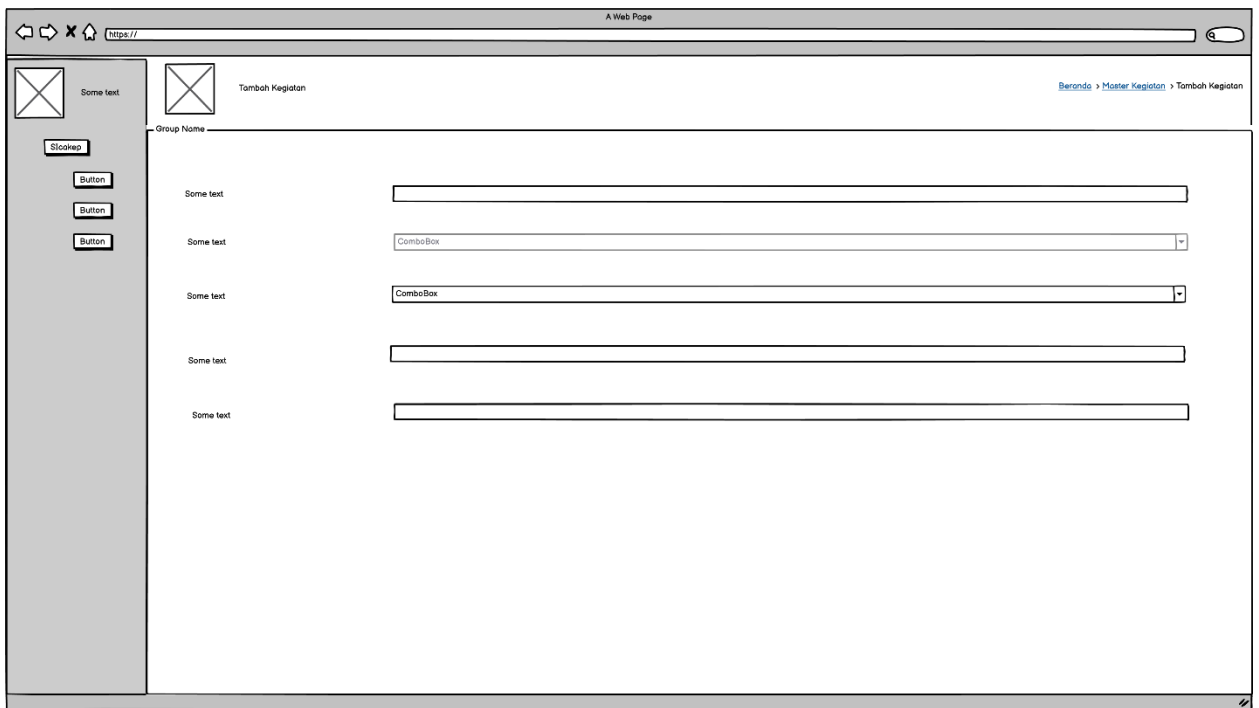 A Web Page
https://
Some text
SIcakep
Button
Button
Button
Tambah Kegiatan
Beranda > Master Kegiatan > Tambah Kegiatan
Group Name
Some text
Some text
ComboBox
Some text
ComboBox
Some text
Some text